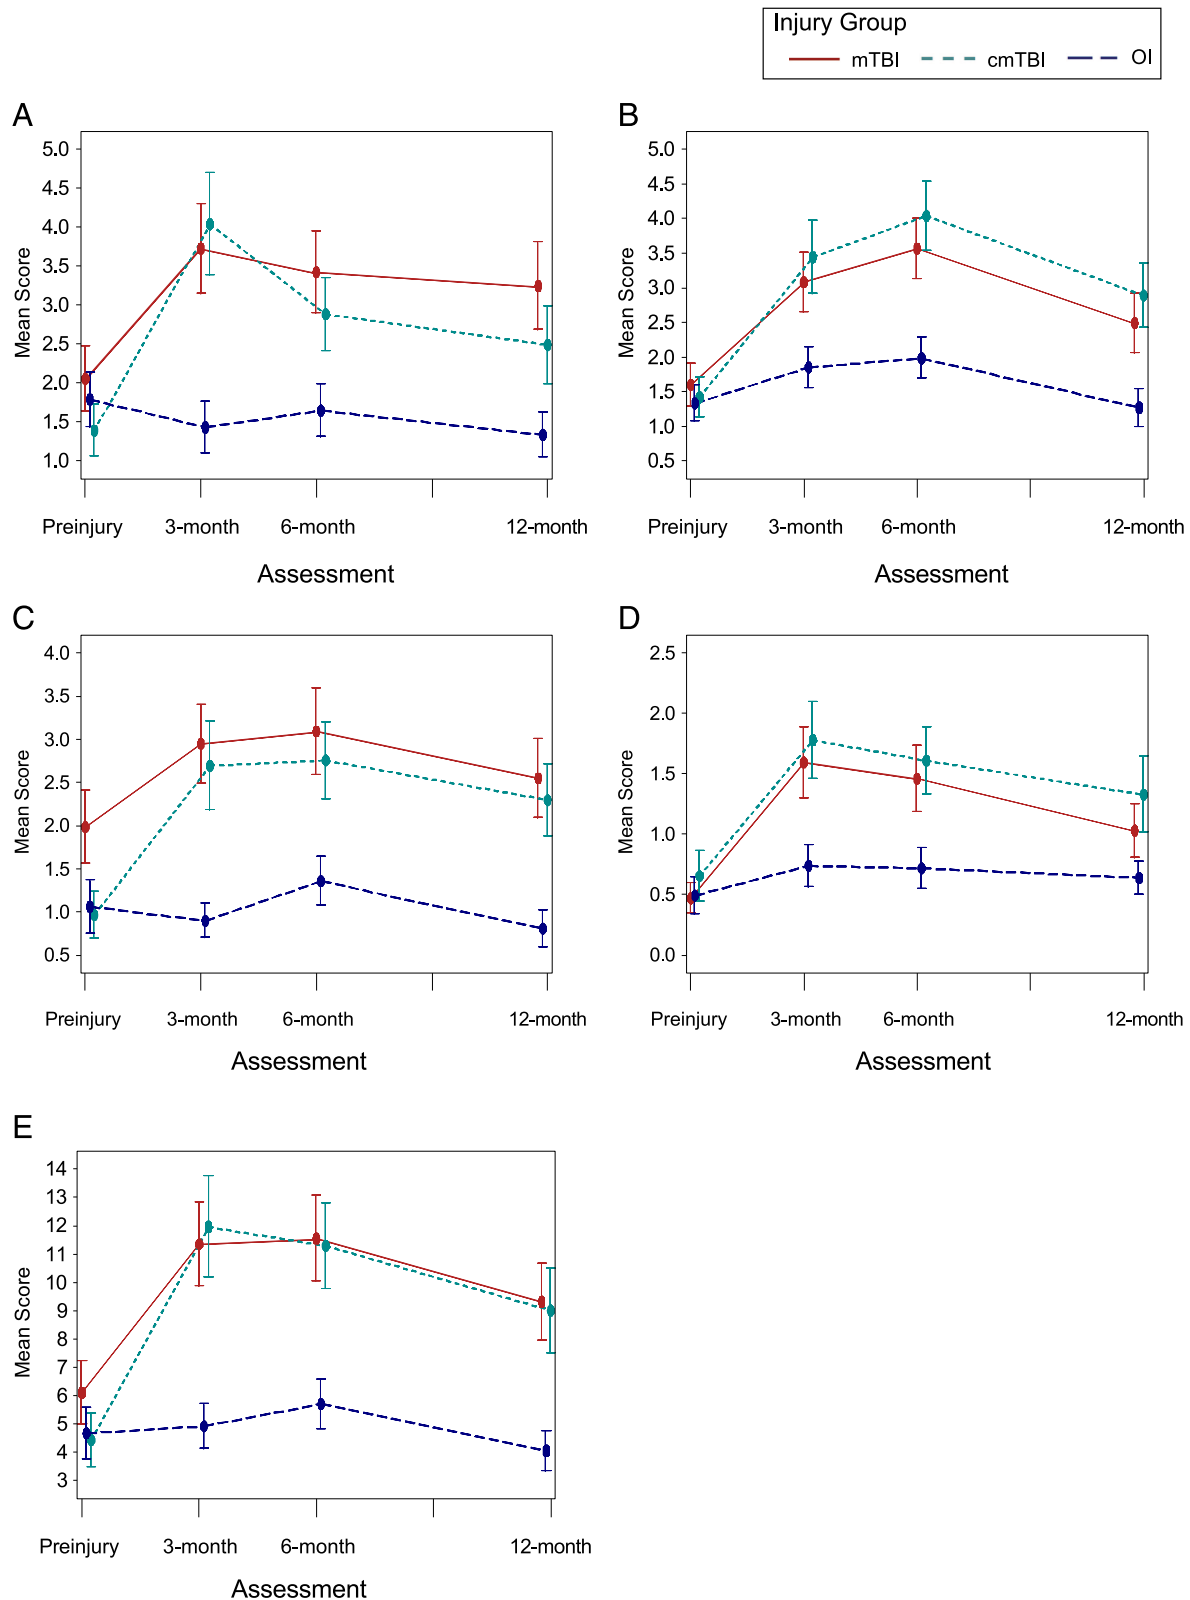 Injury Group
mTBI cmTBI OI
A
5.0
4.5
4.0
3.5
3.0
2.5
2.0
1.5
1.0
Mean Score
Preinjury 3-month 6-month 12-month
Assessment
B
5.0
4.5
4.0
3.5
3.0
2.5
2.0
1.5
1.0
0.5
Mean Score
Preinjury 3-month 6-month 12-month
Assessment
C
4.0
3.5
3.0
2.5
2.0
1.5
1.0
0.5
Mean Score
Preinjury 3-month 6-month 12-month
Assessment
D
2.5
2.0
1.5
1.0
0.5
0.0
Mean Score
Preinjury 3-month 6-month 12-month
Assessment
E
14
13
12
11
10
9
8
7
6
5
4
3
Mean Score
Preinjury 3-month 6-month 12-month
Assessment